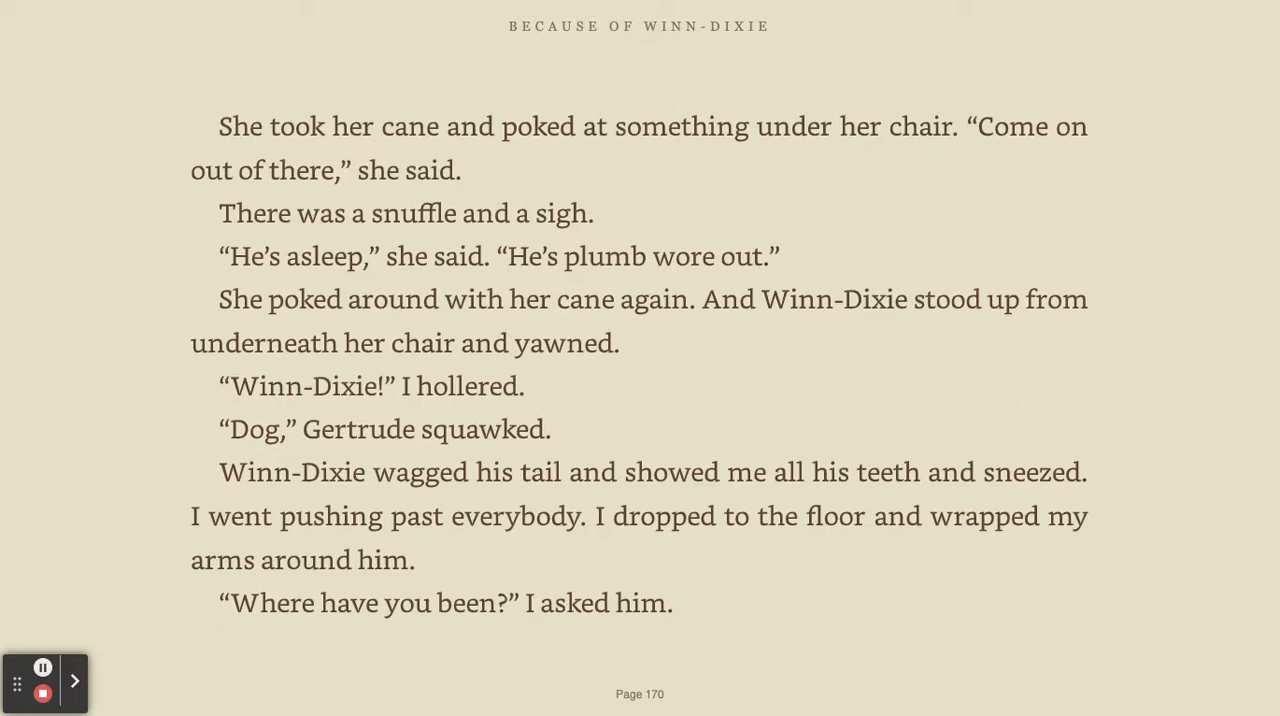 BECAUSE OF WINN-DIXIE
She took her cane and poked at something under her chair. “Come on
out of there,” she said.
There was a snuffle and a sigh.
“He’s asleep,” she said. “He’s plumb wore out.”
She poked around with her cane again. And Winn-Dixie stood up from
underneath her chair and yawned.
“Winn-Dixie!” I hollered.
“Dog,” Gertrude squawked.
Winn-Dixie wagged his tail and showed me all his teeth and sneezed.
I went pushing past everybody. I dropped to the floor and wrapped my
arms around him.
“Where have you been?” I asked him.
Page 170